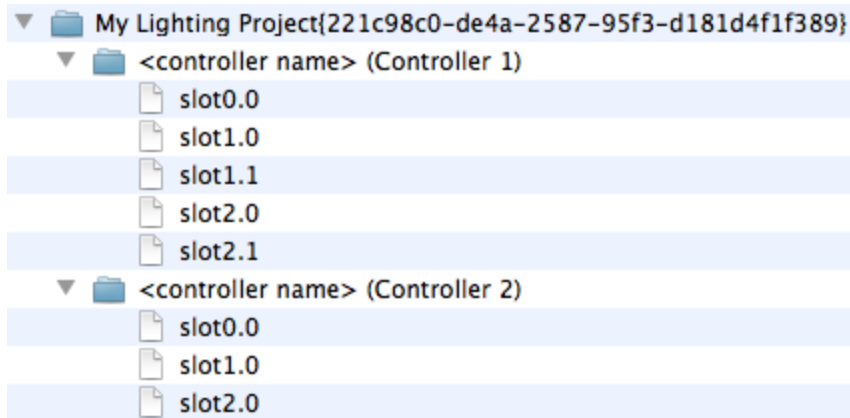 My Lighting Project{221c98c0-de4a-2587-95f3-d181d4f1f389}
<controller name> (Controller 1)
slot0.0
slot1.0
slot1.1
slot2.0
slot2.1
<controller name> (Controller 2)
slot0.0
slot1.0
slot2.0